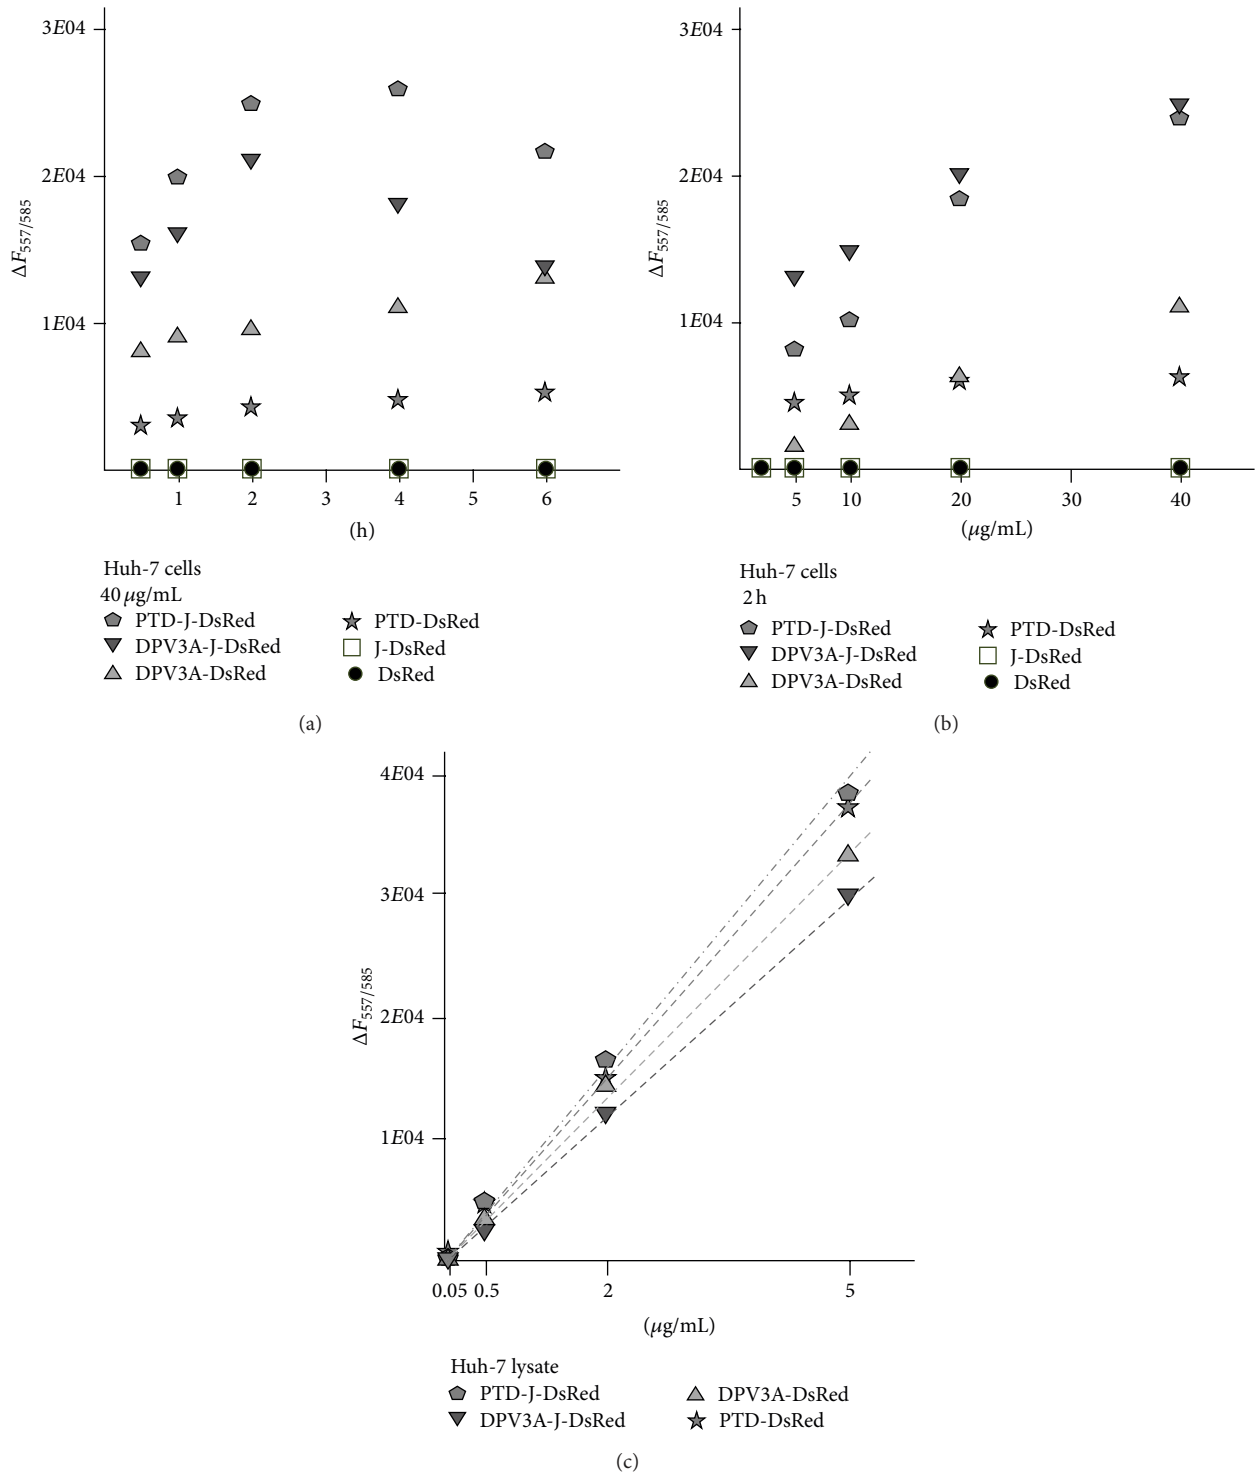 3E04
2E04
1E04
ΔF557/585
1 2 3 4 5 6
(h)
Huh-7 cells
40 μg/mL
PTD-J-DsRed
DPV3A-J-DsRed
DPV3A-DsRed
PTD-DsRed
J-DsRed
DsRed
(a)
3E04
2E04
1E04
ΔF557/585
5 10 20 30 40
(μg/mL)
Huh-7 cells
2 h
PTD-J-DsRed
DPV3A-J-DsRed
DPV3A-DsRed
PTD-DsRed
J-DsRed
DsRed
(b)
4E04
3E04
2E04
1E04
ΔF557/585
0.05 0.5 2 5
(μg/mL)
Huh-7 lysate
PTD-J-DsRed
DPV3A-J-DsRed
DPV3A-DsRed
PTD-DsRed
(c)